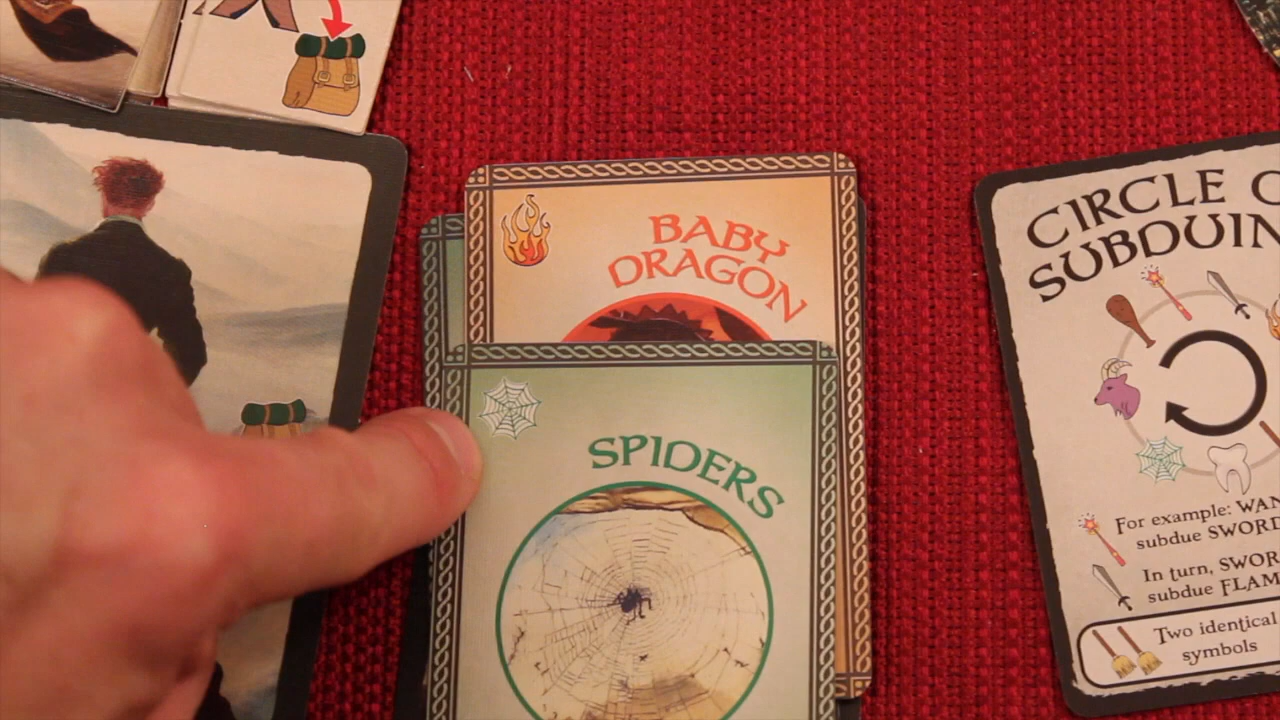 BABY
DRAGON
SPIDERS
CIRCLE
SUBDUIN
For example: WAN
subdue SWORD
In turn, SWOR
subdue FLAM
Two identical
symbols